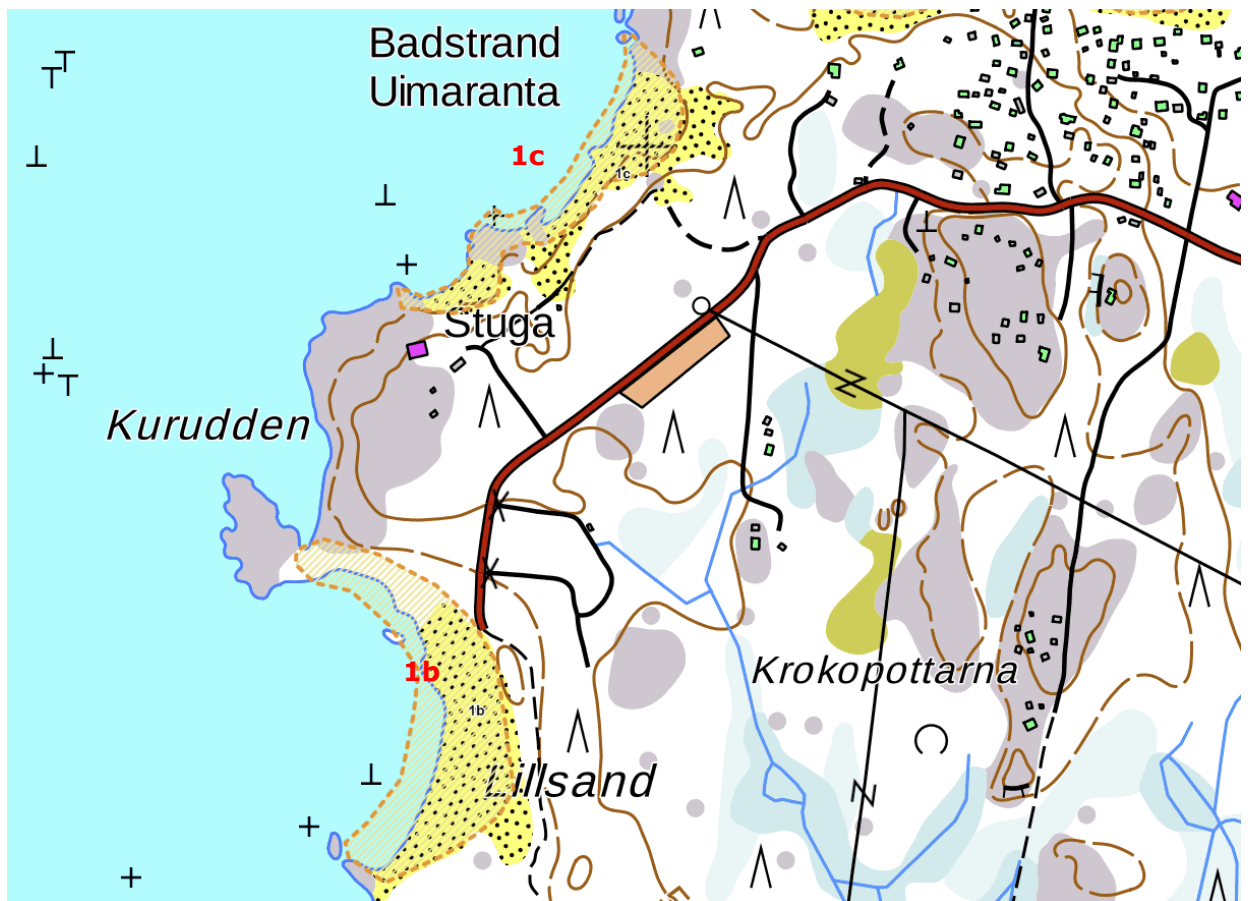 Badstrand
Uimaranta
1c
1c
Stuga
Kurudden
1b
1b
Krokopottarna
Lillsand